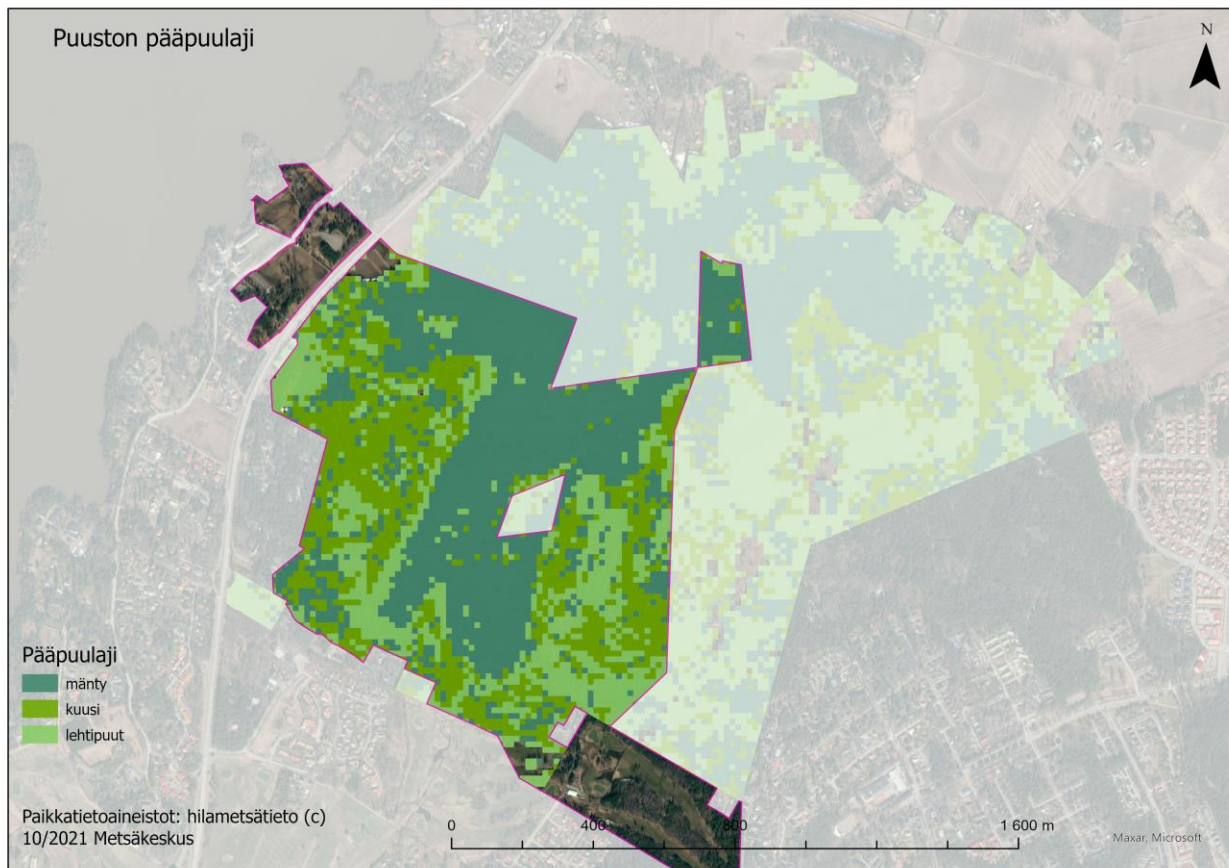 Puuston pääpuulaji
N
Pääpuulaji
mänty
kuusi
lehtipuut
Paikkatietoaineistot: hilametsätieto (c)
10/2021 Metsäkeskus
0 400 800 1 600 m
Maxar, Microsoft